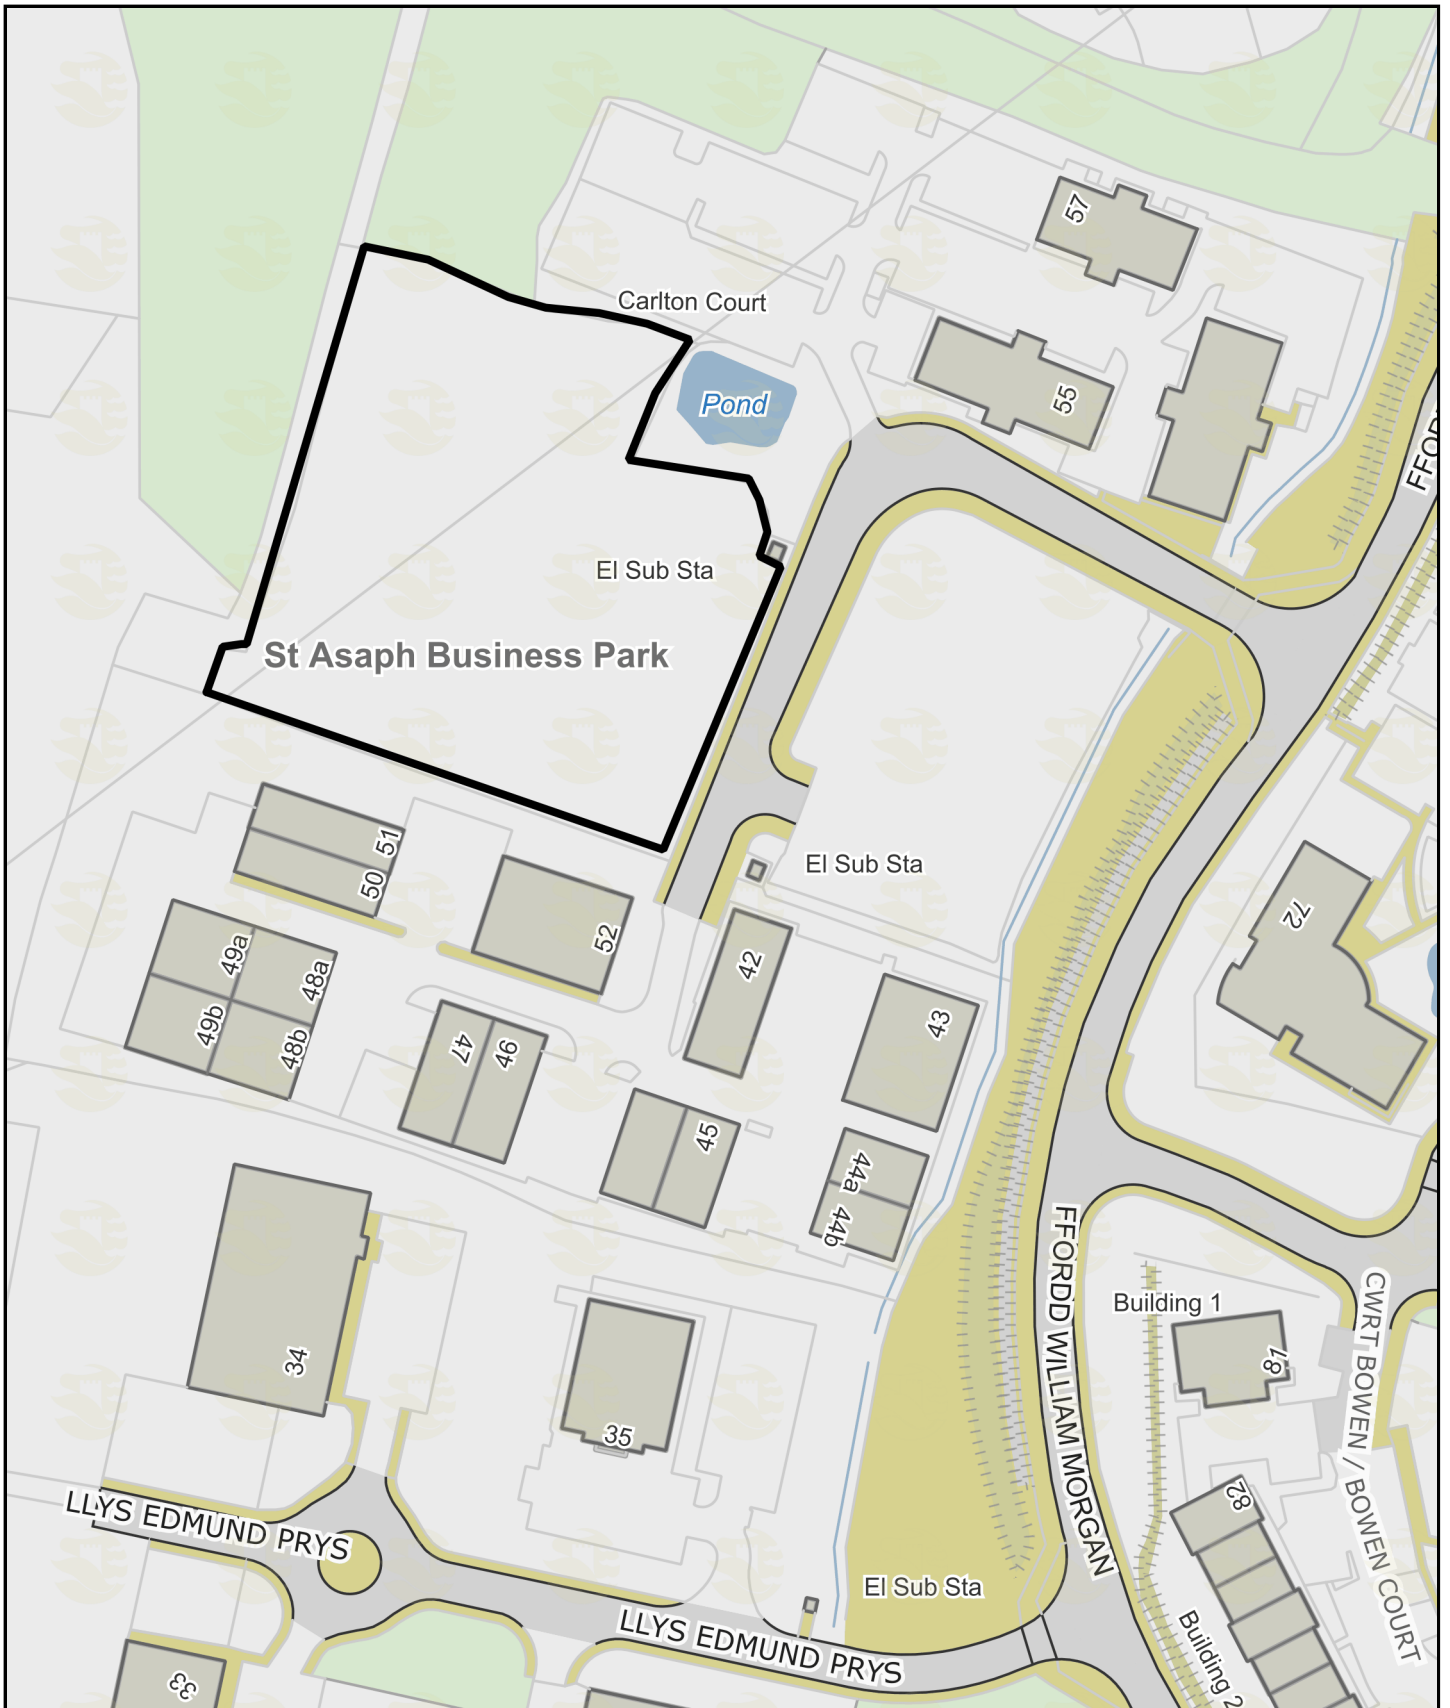 57
Carlton Court
Pond
55
FFOR
El Sub Sta
St Asaph Business Park
51
50
El Sub Sta
72
52
49a
48a
42
49b
48b
47
46
43
45
44a
44b
FFORDD WILLIAM MORGAN
Building 1
81
CWRT BOWEN / BOWEN COURT
34
35
82
LLYS EDMUND PRYS
El Sub Sta
LLYS EDMUND PRYS
Building 2
33